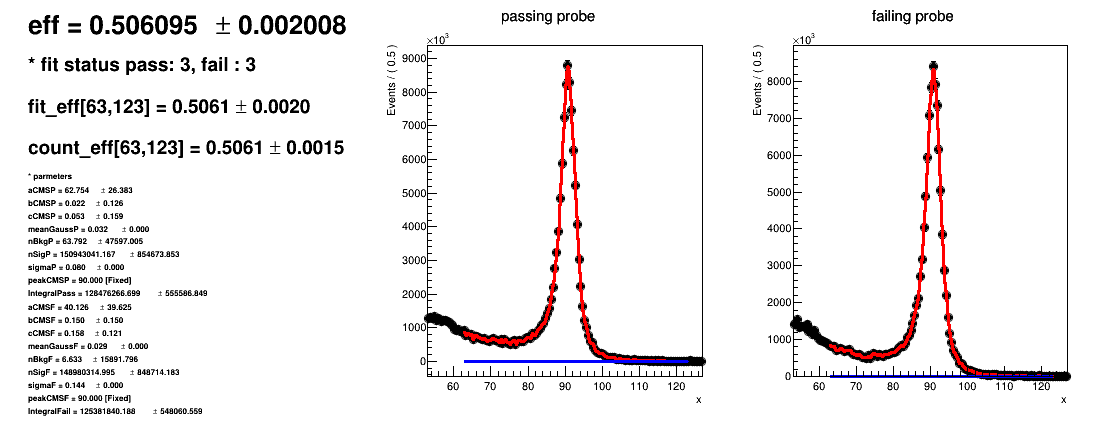 eff = 0.506095 ± 0.002008
* fit status pass: 3, fail : 3
fit_eff[63,123] = 0.5061 ± 0.0020
count_eff[63,123] = 0.5061 ± 0.0015
* parmeters
aCMSP = 62.754 ± 26.383
bCMSP = 0.022 ± 0.126
cCMSP = 0.053 ± 0.159
meanGaussP = 0.032 ± 0.000
nBkgP = 63.792 ± 47597.005
nSigP = 150943041.167 ± 854673.853
sigmaP = 0.080 ± 0.000
peakCMSP = 90.000 [Fixed]
IntegralPass = 128476266.699 ± 555586.849
aCMSF = 40.126 ± 39.625
bCMSF = 0.150 ± 0.150
cCMSF = 0.158 ± 0.121
meanGaussF = 0.029 ± 0.000
nBkgF = 6.633 ± 15891.796
nSigF = 148980314.995 ± 848714.183
sigmaF = 0.144 ± 0.000
peakCMSF = 90.000 [Fixed]
IntegralFail = 125381840.188 ± 548060.559
passing probe
×10³
Events / ( 0.5 )
9000
8000
7000
6000
5000
4000
3000
2000
1000
0
60 70 80 90 100 110 120
x
failing probe
×10³
Events / ( 0.5 )
8000
7000
6000
5000
4000
3000
2000
1000
0
60 70 80 90 100 110 120
x